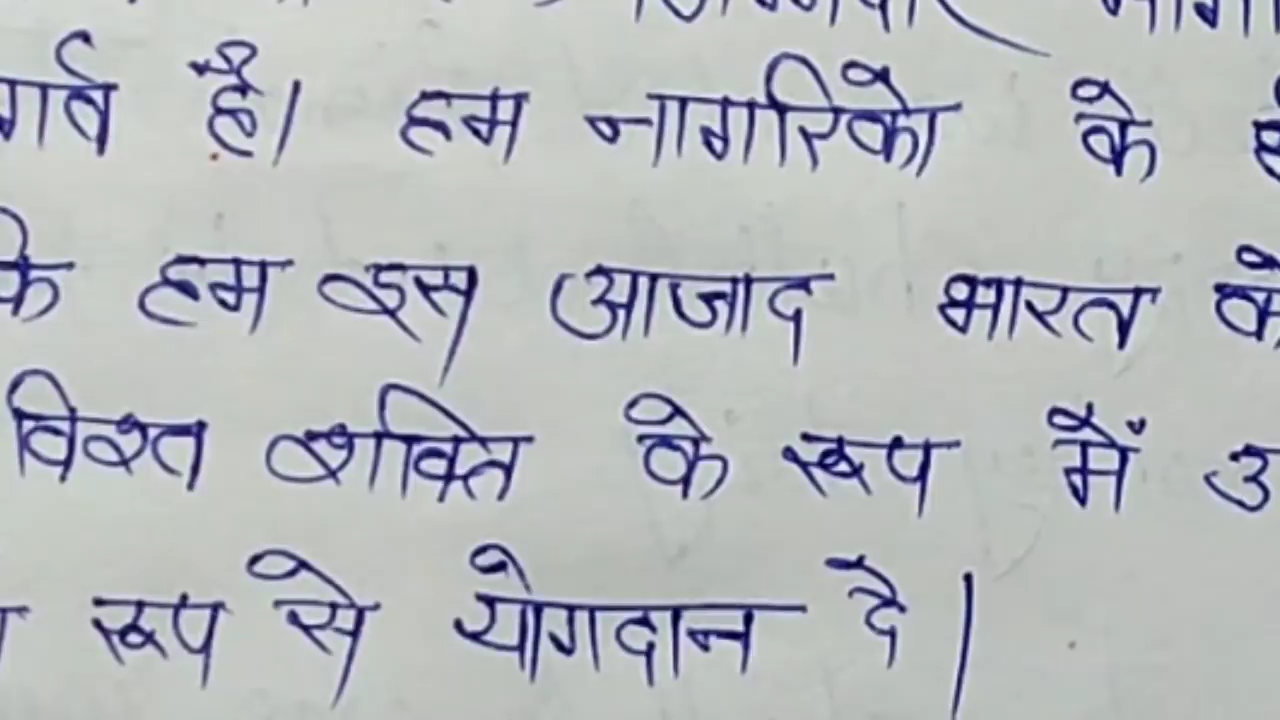 गर्व है। हम नागरिको के
के हम इस आजाद भारत के
विश्त शक्ति के रूप में उ
रूप से योगदान दे।